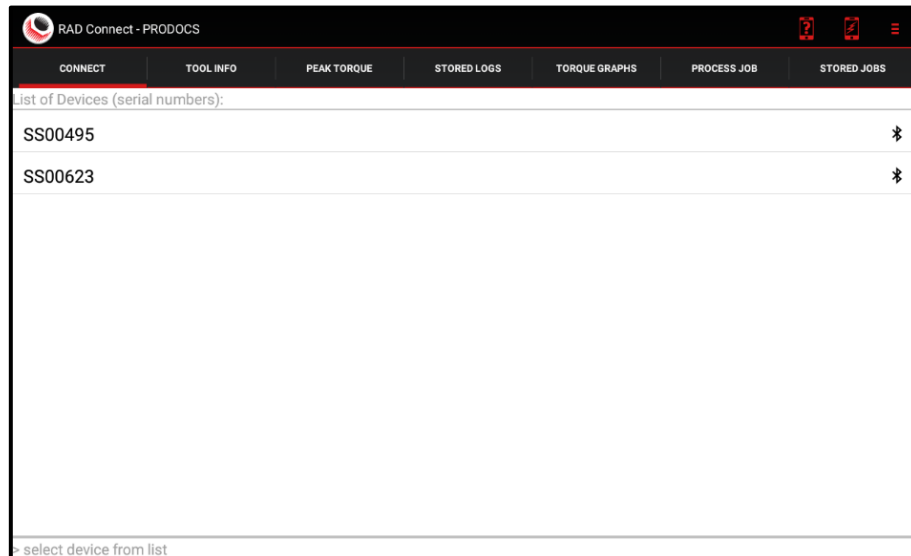 RAD Connect - PRODOCS
CONNECT TOOL INFO PEAK TORQUE STORED LOGS TORQUE GRAPHS PROCESS JOB STORED JOBS
List of Devices (serial numbers):
SS00495
SS00623
> select device from list